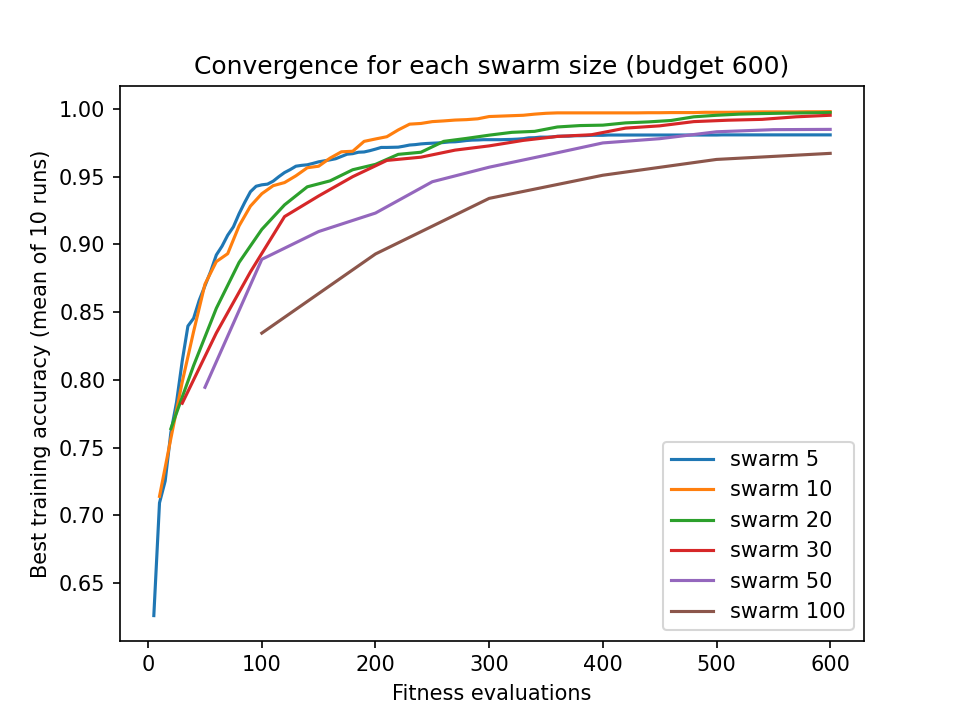 Convergence for each swarm size (budget 600)
Best training accuracy (mean of 10 runs)
1.00
0.95
0.90
0.85
0.80
0.75
0.70
0.65
0 100 200 300 400 500 600
Fitness evaluations
swarm 5
swarm 10
swarm 20
swarm 30
swarm 50
swarm 100